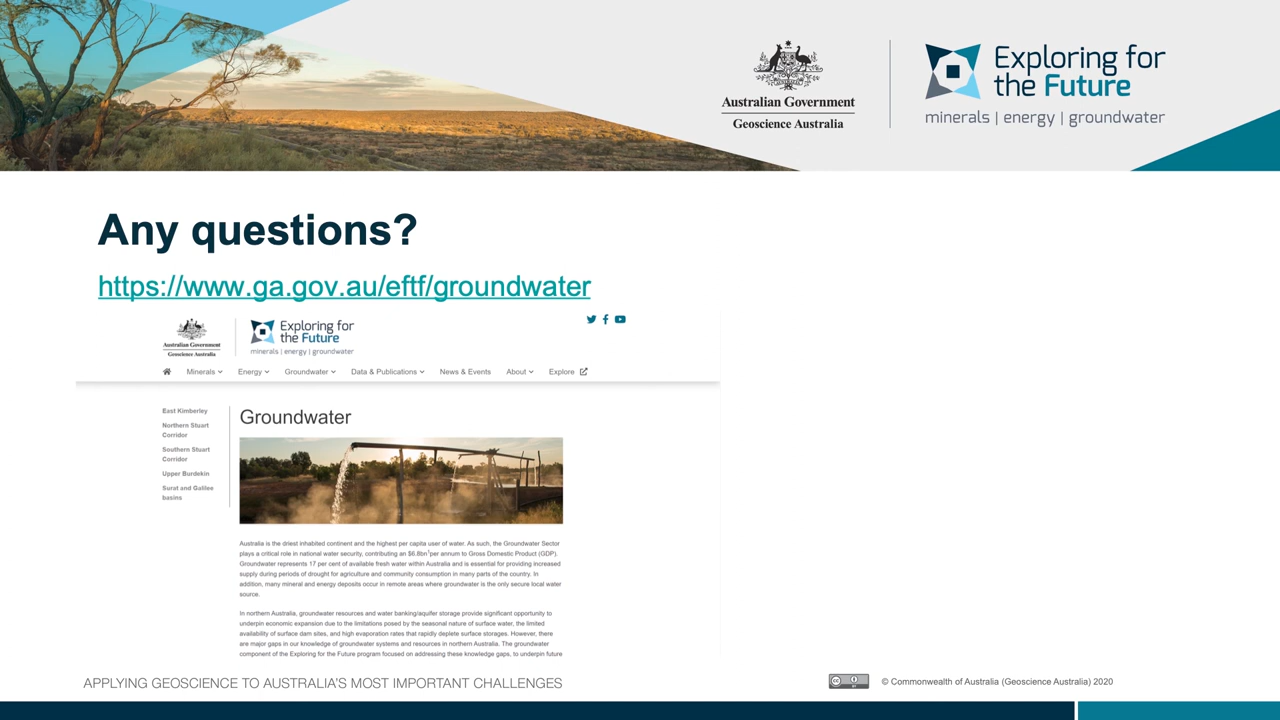 Australian Government
Geoscience Australia
Exploring for
the Future
minerals | energy | groundwater
Any questions?
https://www.ga.gov.au/eftf/groundwater
Australian Government
Geoscience Australia
Exploring for
the Future
minerals | energy | groundwater
Minerals
Energy
Groundwater
Data & Publications
News & Events
About
Explore
East Kimberley
Northern Stuart
Corridor
Southern Stuart
Corridor
Upper Burdekin
Surat and Galilee
basins
Groundwater
Australia is the driest inhabited continent and the highest per capita user of water. As such, the Groundwater Sector
plays a critical role in national water security, contributing an $6.8bn¹per annum to Gross Domestic Product (GDP).
Groundwater represents 17 per cent of available fresh water within Australia and is essential for providing increased
supply during periods of drought for agriculture and community consumption in many parts of the country. In
addition, many mineral and energy deposits occur in remote areas where groundwater is the only secure local water
source.
In northern Australia, groundwater resources and water banking/aquifer storage provide significant opportunity to
underpin economic expansion due to the limitations posed by the seasonal nature of surface water, the limited
availability of surface dam sites, and high evaporation rates that rapidly deplete surface storages. However, there
are major gaps in our knowledge of groundwater systems and resources in northern Australia. The groundwater
component of the Exploring for the Future program focused on addressing these knowledge gaps, to underpin future
APPLYING GEOSCIENCE TO AUSTRALIA'S MOST IMPORTANT CHALLENGES
cc BY
© Commonwealth of Australia (Geoscience Australia) 2020